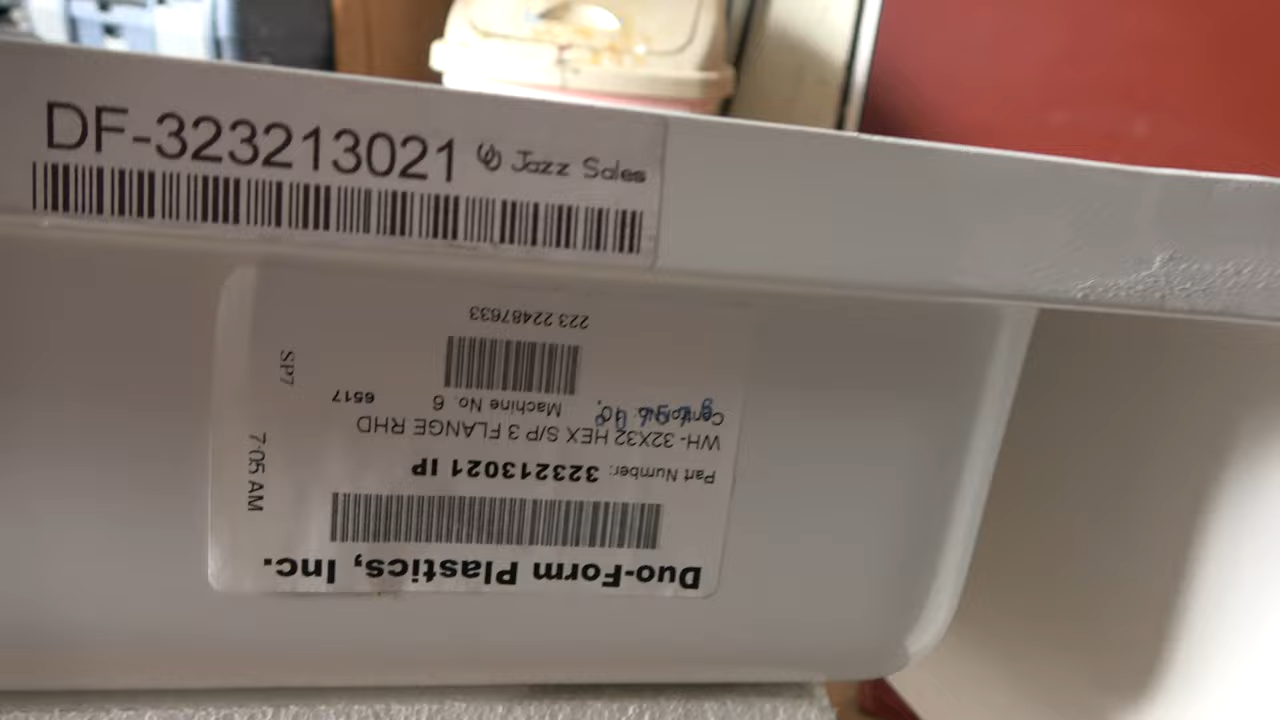 DF-323213021 Jazz Sales
Duo-Form Plastics, Inc.
Part Number: 323213021 IP
WH-32X32 HEX S/P 3 FLANGE RHD
Machine No. 6 6517
223 22487633
7:05 AM
SP7